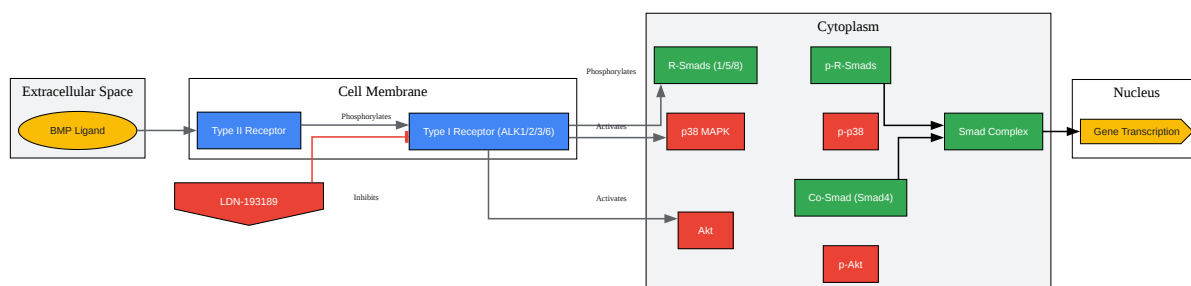 Extracellular Space
BMP Ligand
Cell Membrane
Type II Receptor
Phosphorylates
Type I Receptor (ALK1/2/3/6)
LDN-193189
Inhibits
Phosphorylates
Activates
Activates
Cytoplasm
R-Smads (1/5/8)
p-R-Smads
p38 MAPK
p-p38
Smad Complex
Co-Smad (Smad4)
Akt
p-Akt
Nucleus
Gene Transcription